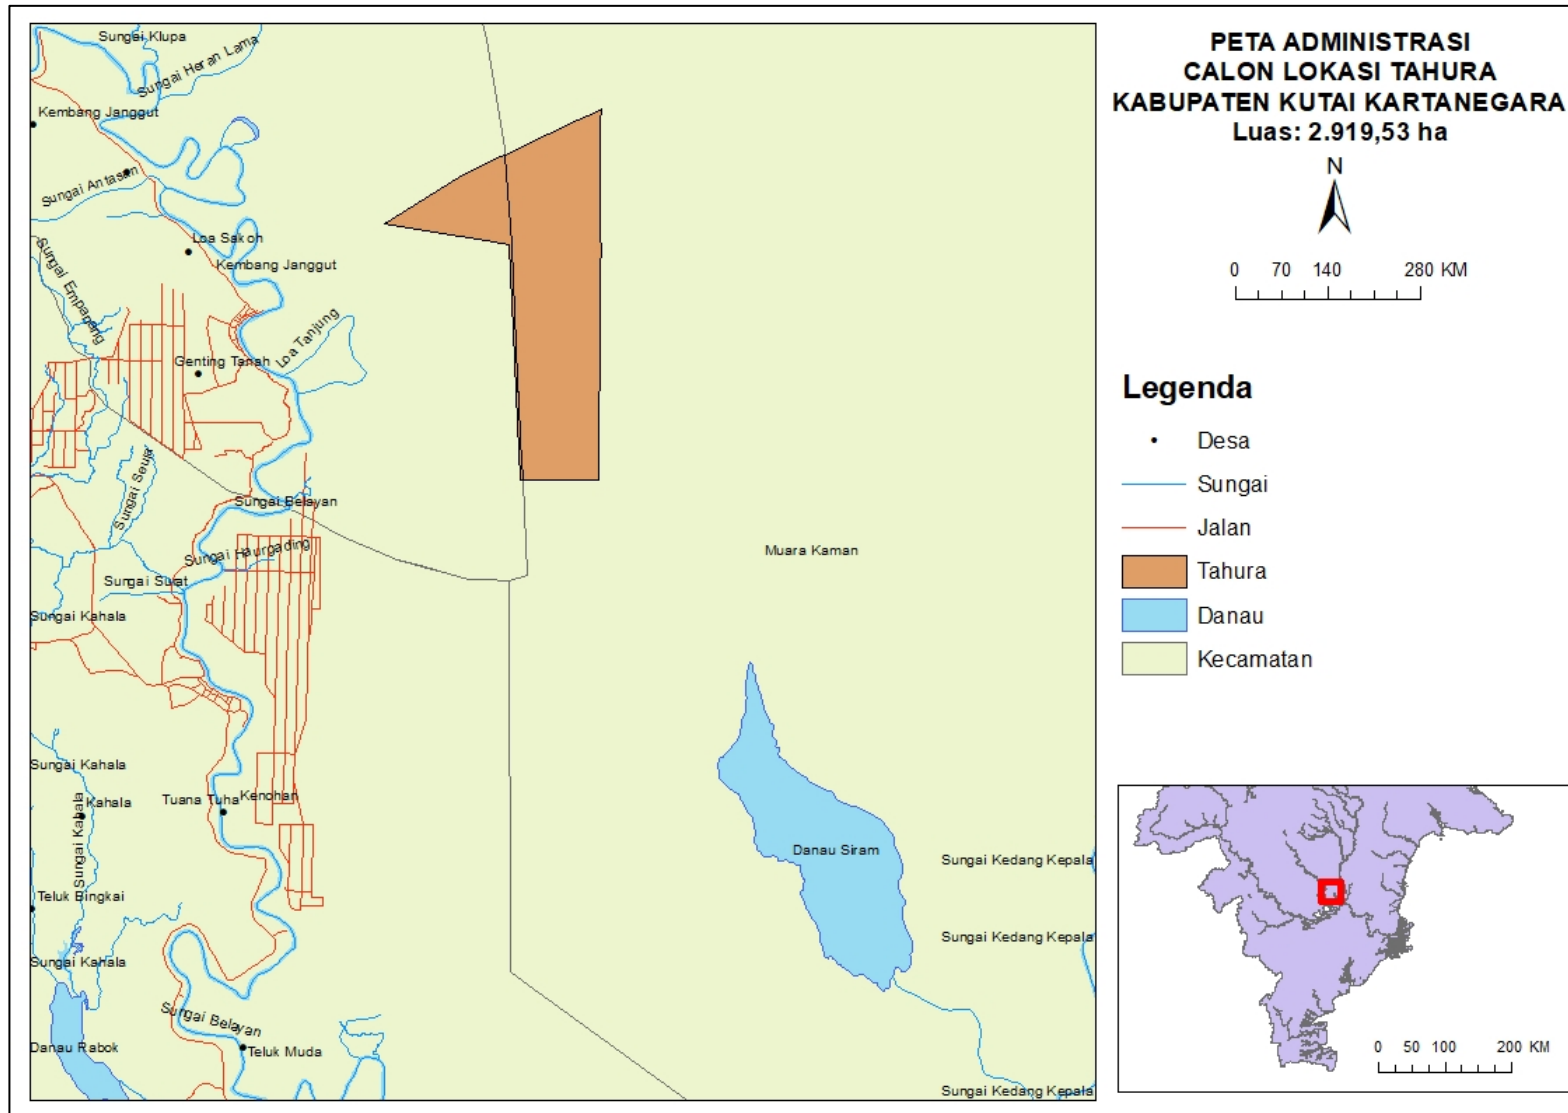 PETA ADMINISTRASI
CALON LOKASI TAHURA
KABUPATEN KUTAI KARTANEGARA
Luas: 2.919,53 ha
N
0 70 140 280 KM
Legenda
Desa
Sungai
Jalan
Tahura
Danau
Kecamatan
0 50 100 200 KM
Sungai Klupa
Sungai Heran Lama
Kembang Janggut
Sungai Antasan
Loa Sakoh
Kembang Janggut
Sungai Empapang
Loa Tanjung
Genting Tanah
Sungai Seuja
Sungai Belayan
Sungai Haurgading
Muara Kaman
Sungai Surat
Sungai Kahala
Sungai Kahala
Kahala
Sungai Kahala
Tuana Tuha
Kenohan
Danau Siram
Sungai Kedang Kepala
Teluk Bingkai
Sungai Kedang Kepala
Sungai Kahala
Sungai Belayan
Danau Rabok
Teluk Muda
Sungai Kedang Kepala